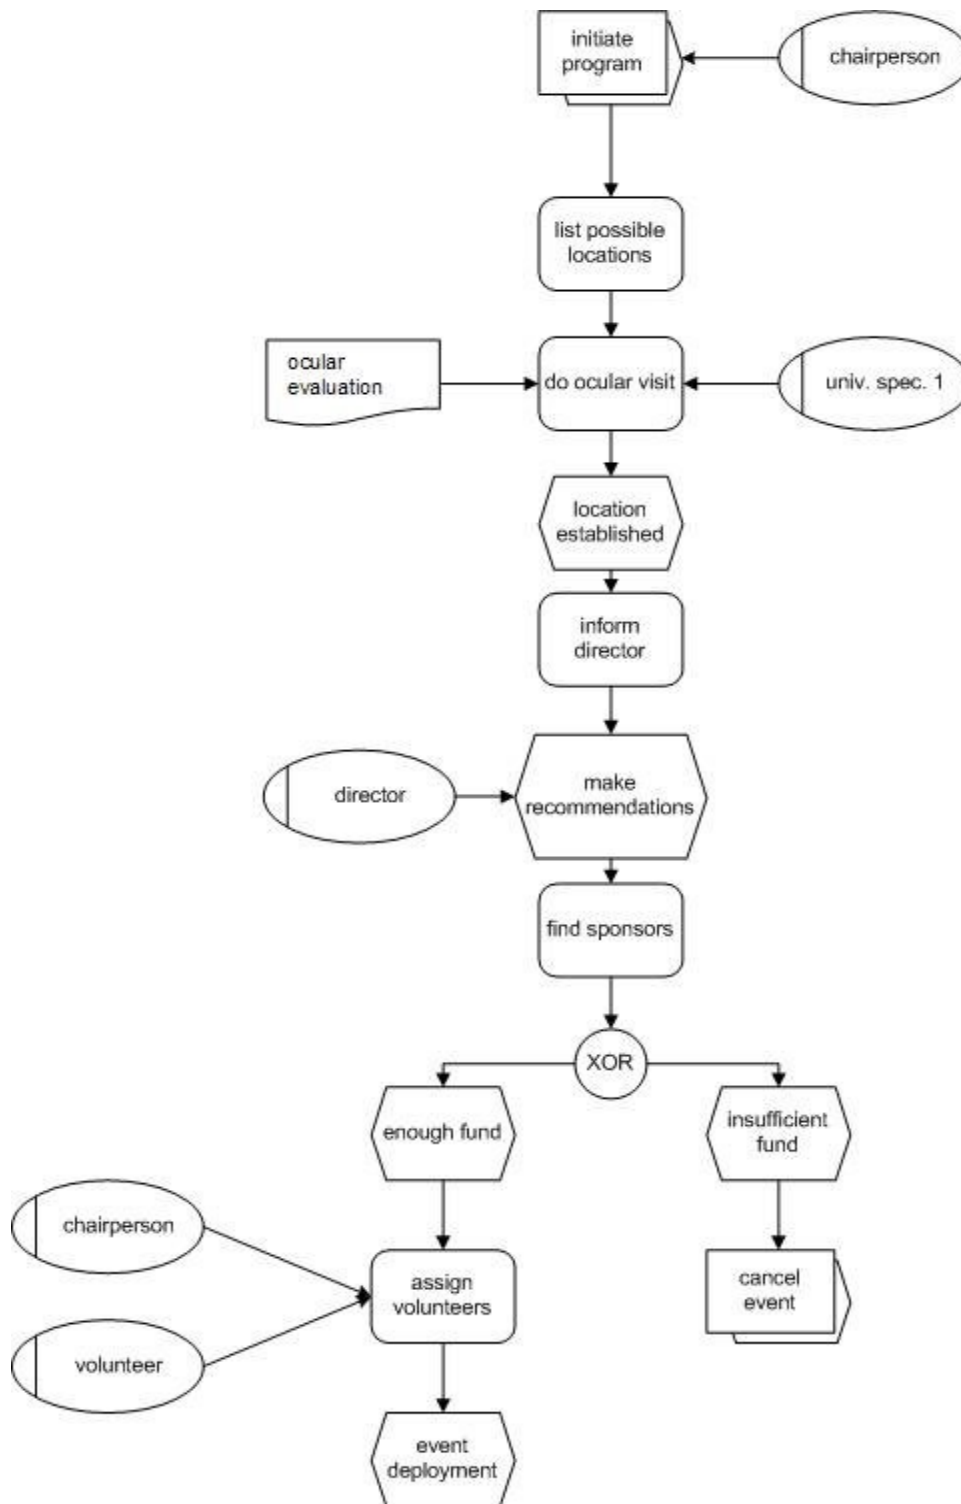 initiate
program
chairperson
list possible
locations
ocular
evaluation
do ocular visit
univ. spec. 1
location
established
inform
director
director
make
recommendations
find sponsors
XOR
enough fund
insufficient
fund
chairperson
assign
volunteers
cancel
event
volunteer
event
deployment